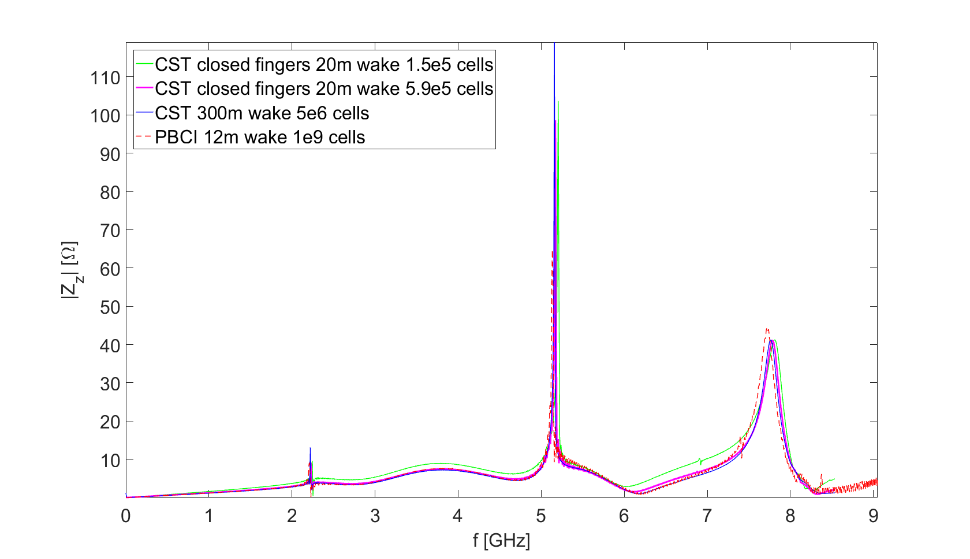 CST closed fingers 20m wake 1.5e5 cells
CST closed fingers 20m wake 5.9e5 cells
CST 300m wake 5e6 cells
PBCI 12m wake 1e9 cells
110
100
90
80
70
60
50
40
30
20
10
|Z_z| [Ω]
0 1 2 3 4 5 6 7 8 9
f [GHz]